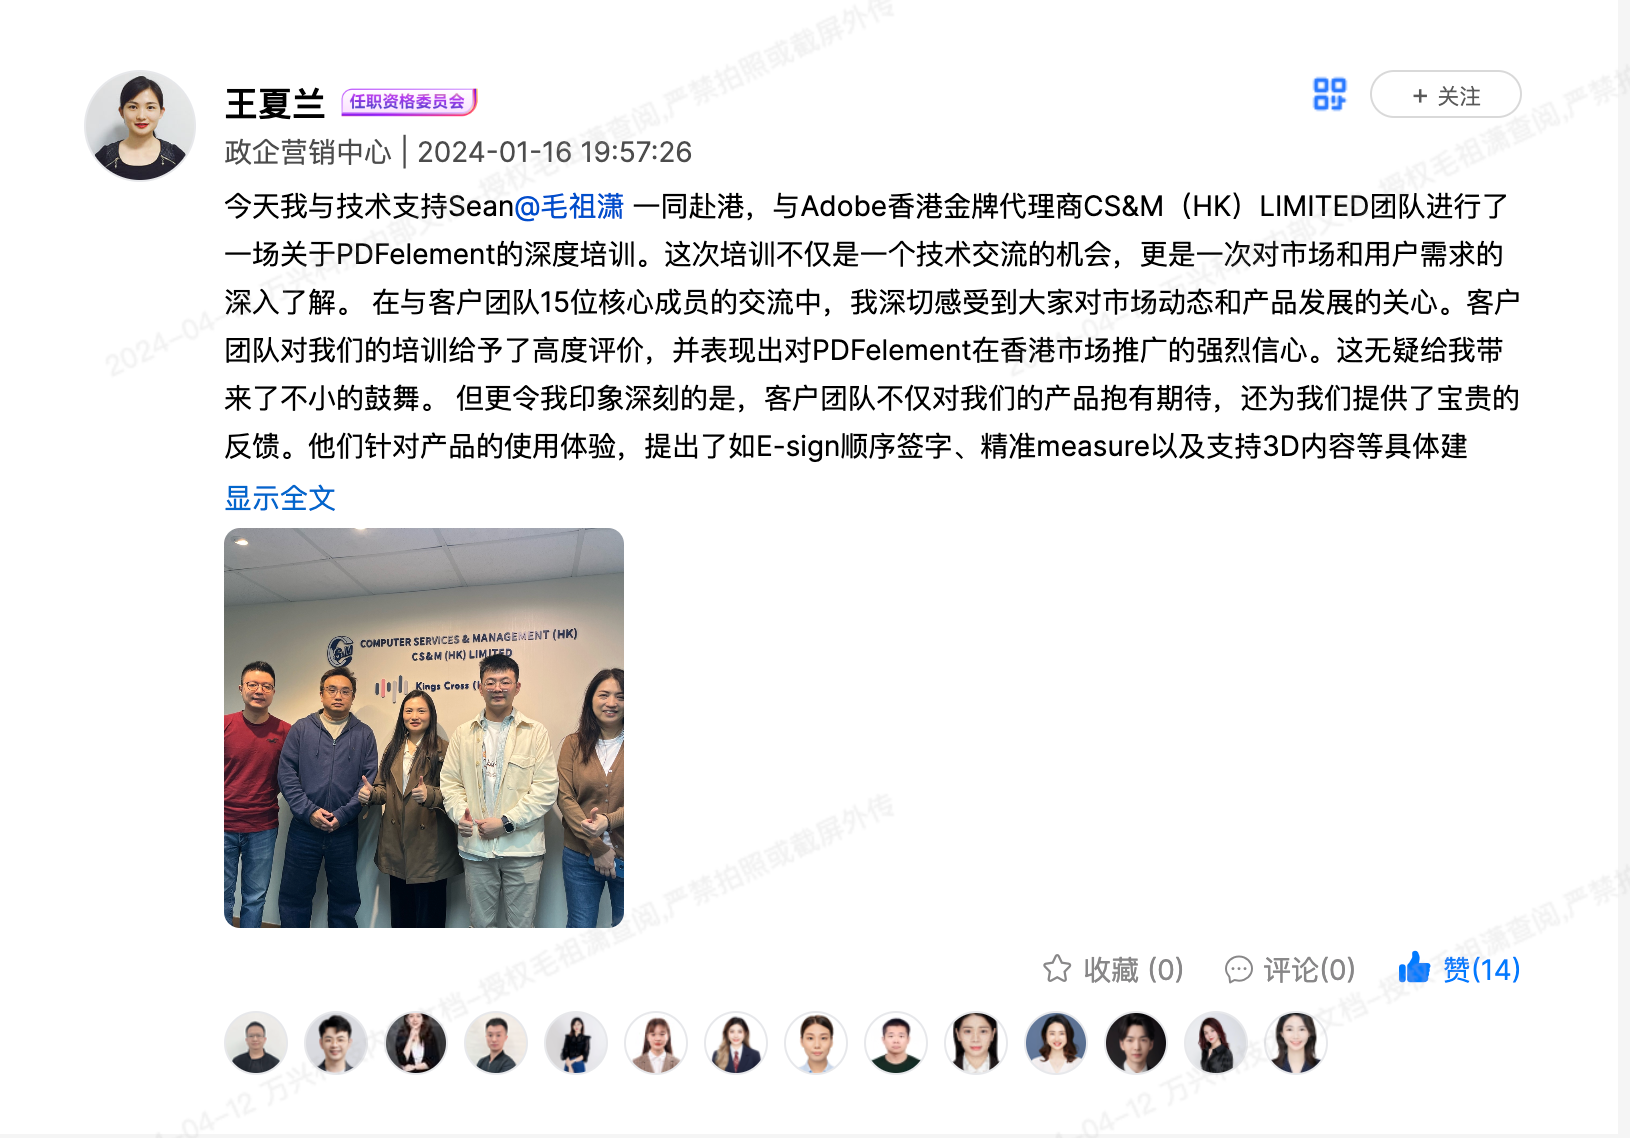 王夏兰 任职资格委员会
+ 关注
政企营销中心 | 2024-01-16 19:57:26
今天我与技术支持Sean@毛祖潇 一同赴港，与Adobe香港金牌代理商CS&M（HK）LIMITED团队进行了
一场关于PDFelement的深度培训。这次培训不仅是一个技术交流的机会，更是一次对市场和用户需求的
深入了解。 在与客户团队15位核心成员的交流中，我深切感受到大家对市场动态和产品发展的关心。客户
团队对我们的培训给予了高度评价，并表现出对PDFelement在香港市场推广的强烈信心。这无疑给我带
来了不小的鼓舞。 但更令我印象深刻的是，客户团队不仅对我们的产品抱有期待，还为我们提供了宝贵的
反馈。他们针对产品的使用体验，提出了如E-sign顺序签字、精准measure以及支持3D内容等具体建
显示全文
COMPUTER SERVICES & MANAGEMENT (HK)
CS&M (HK) LIMITED
Kings Cross (
收藏 (0) 评论(0) 赞(14)
授权毛祖潇查阅,严禁拍照或截屏外传